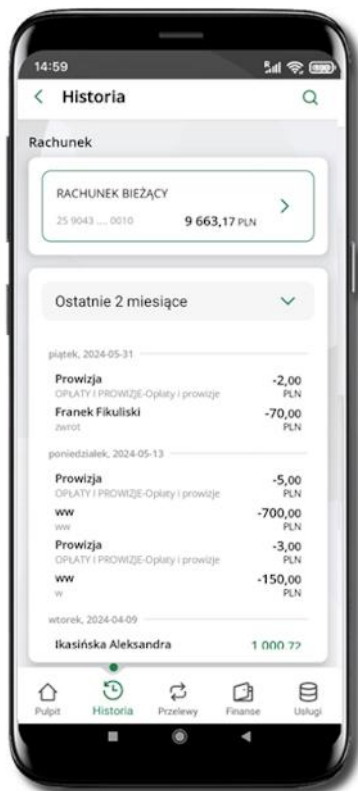 14:59
Historia
Rachunek
RACHUNEK BIEŻĄCY
25 9043 .... 0010 9 663,17 PLN
Ostatnie 2 miesiące
piątek, 2024-05-31
Prowizja -2,00
OPŁATY I PROWIZJE-Opłaty i prowizje PLN
Franek Fikuliski -70,00
zwrot PLN
poniedziałek, 2024-05-13
Prowizja -5,00
OPŁATY I PROWIZJE-Opłaty i prowizje PLN
ww -700,00
ww PLN
Prowizja -3,00
OPŁATY I PROWIZJE-Opłaty i prowizje PLN
ww -150,00
w PLN
wtorek, 2024-04-09
Ikasińska Aleksandra 1 000,72
Pulpit Historia Przelewy Finanse Usługi